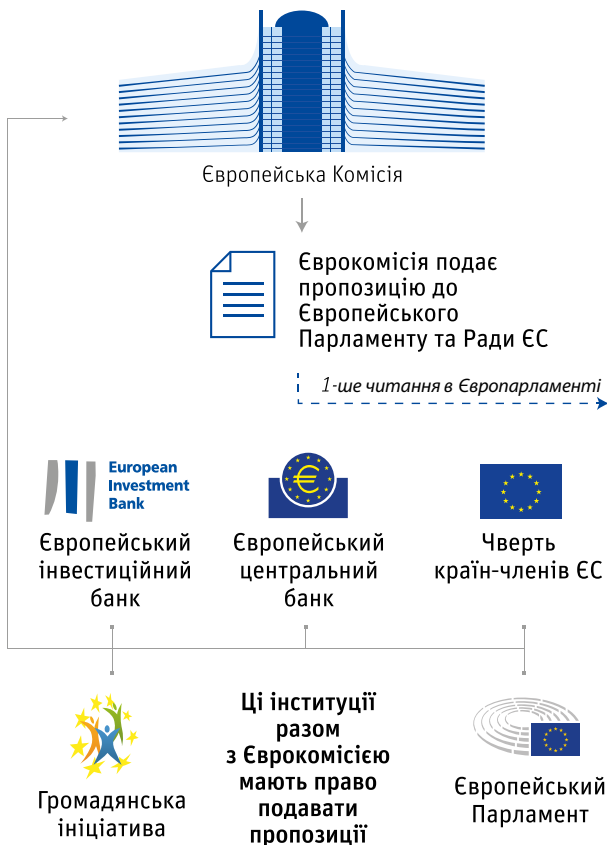 Європейська Комісія
Єврокомісія подає
пропозицію до
Європейського
Парламенту та Ради ЄС
1-ше читання в Європарламенті
European
Investment
Bank
Європейський
інвестиційний
банк
Європейський
центральний
банк
Чверть
країн-членів ЄС
Громадянська
ініціатива
Ці інституції
разом
з Єврокомісією
мають право
подавати
пропозиції
Європейський
Парламент